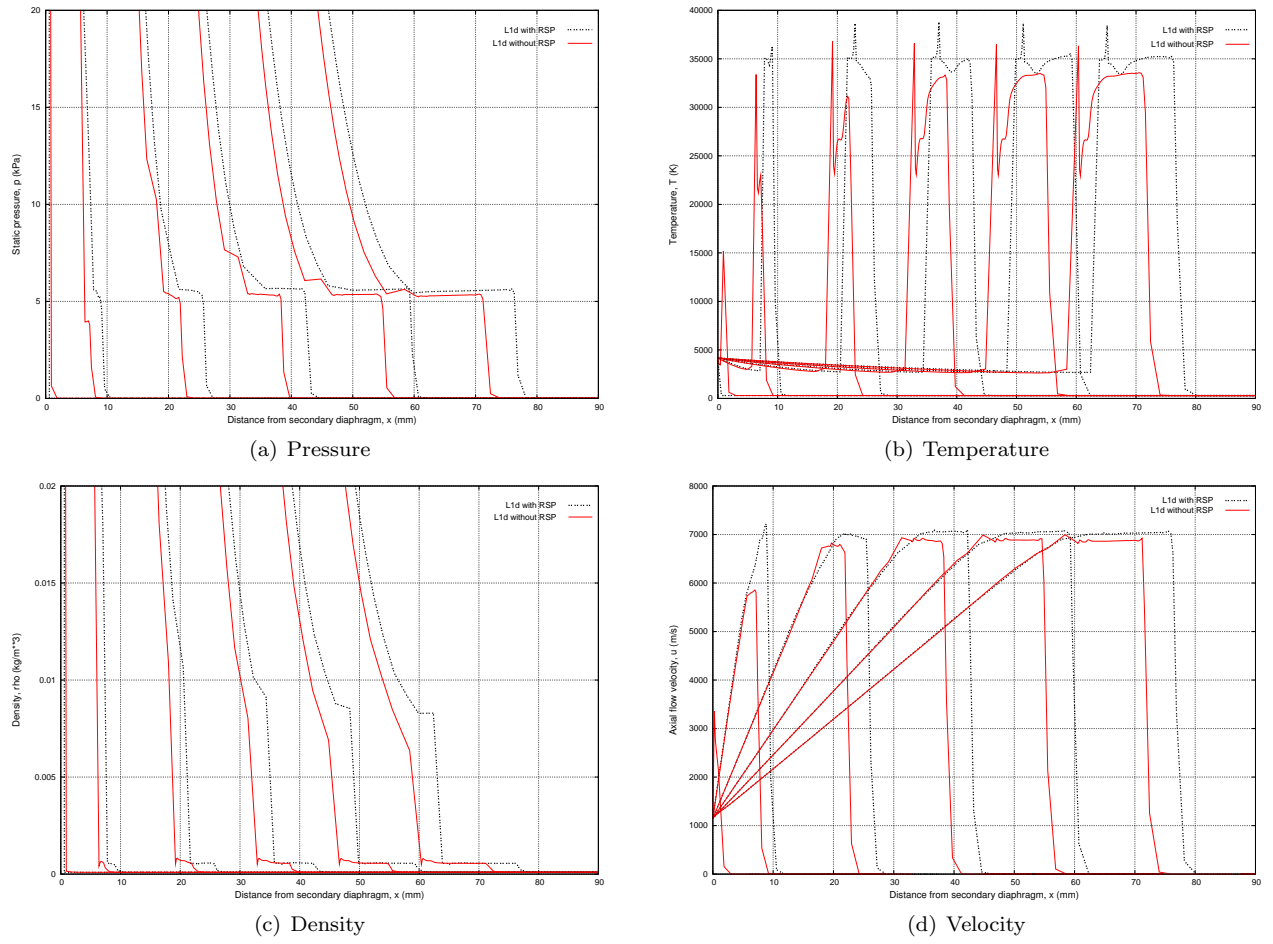 20
15
10
5
0
0 10 20 30 40 50 60 70 80 90
Static pressure, p (kPa)
Distance from secondary diaphragm, x (mm)
L1d with RSP
L1d without RSP
(a) Pressure
40000
35000
30000
25000
20000
15000
10000
5000
0
0 10 20 30 40 50 60 70 80 90
Temperature, T (K)
Distance from secondary diaphragm, x (mm)
L1d with RSP
L1d without RSP
(b) Temperature
0.02
0.015
0.01
0.005
0
0 10 20 30 40 50 60 70 80 90
Density, rho (kg/m**3)
Distance from secondary diaphragm, x (mm)
L1d with RSP
L1d without RSP
(c) Density
8000
7000
6000
5000
4000
3000
2000
1000
0
0 10 20 30 40 50 60 70 80 90
Axial flow velocity, u (m/s)
Distance from secondary diaphragm, x (mm)
L1d with RSP
L1d without RSP
(d) Velocity